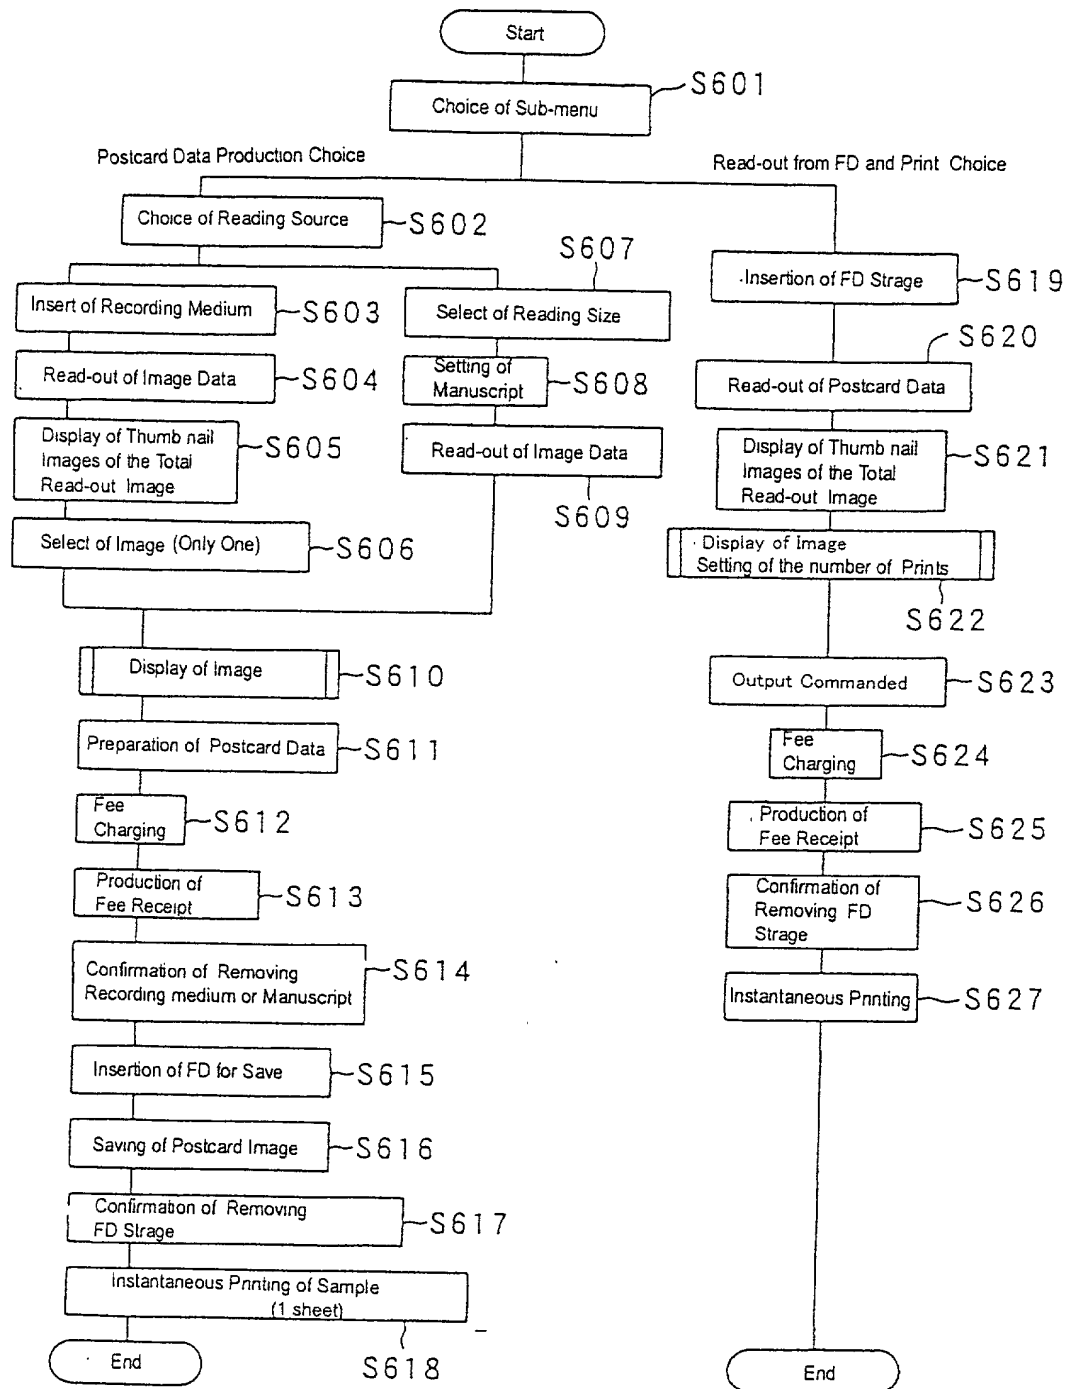 Start
Choice of Sub-menu
S601
Postcard Data Production Choice
Read-out from FD and Print Choice
Choice of Reading Source
S602
Insert of Recording Medium
S603
Read-out of Image Data
S604
Display of Thumb nail
Images of the Total
Read-out Image
S605
Select of Image (Only One)
S606
S607
Select of Reading Size
Setting of
Manuscript
S608
Read-out of Image Data
S609
Display of Image
S610
Preparation of Postcard Data
S611
Fee
Charging
S612
Production of
Fee Receipt
S613
Confirmation of Removing
Recording medium or Manuscript
S614
Insertion of FD for Save
S615
Saving of Postcard Image
S616
Confirmation of Removing
FD Strage
S617
Instantaneous Printing of Sample
(1 sheet)
S618
End
Insertion of FD Strage
S619
S620
Read-out of Postcard Data
Display of Thumb nail
Images of the Total
Read-out Image
S621
Display of Image
Setting of the number of Prints
S622
Output Commanded
S623
Fee
Charging
S624
Production of
Fee Receipt
S625
Confirmation of
Removing FD
Strage
S626
Instantaneous Printing
S627
End